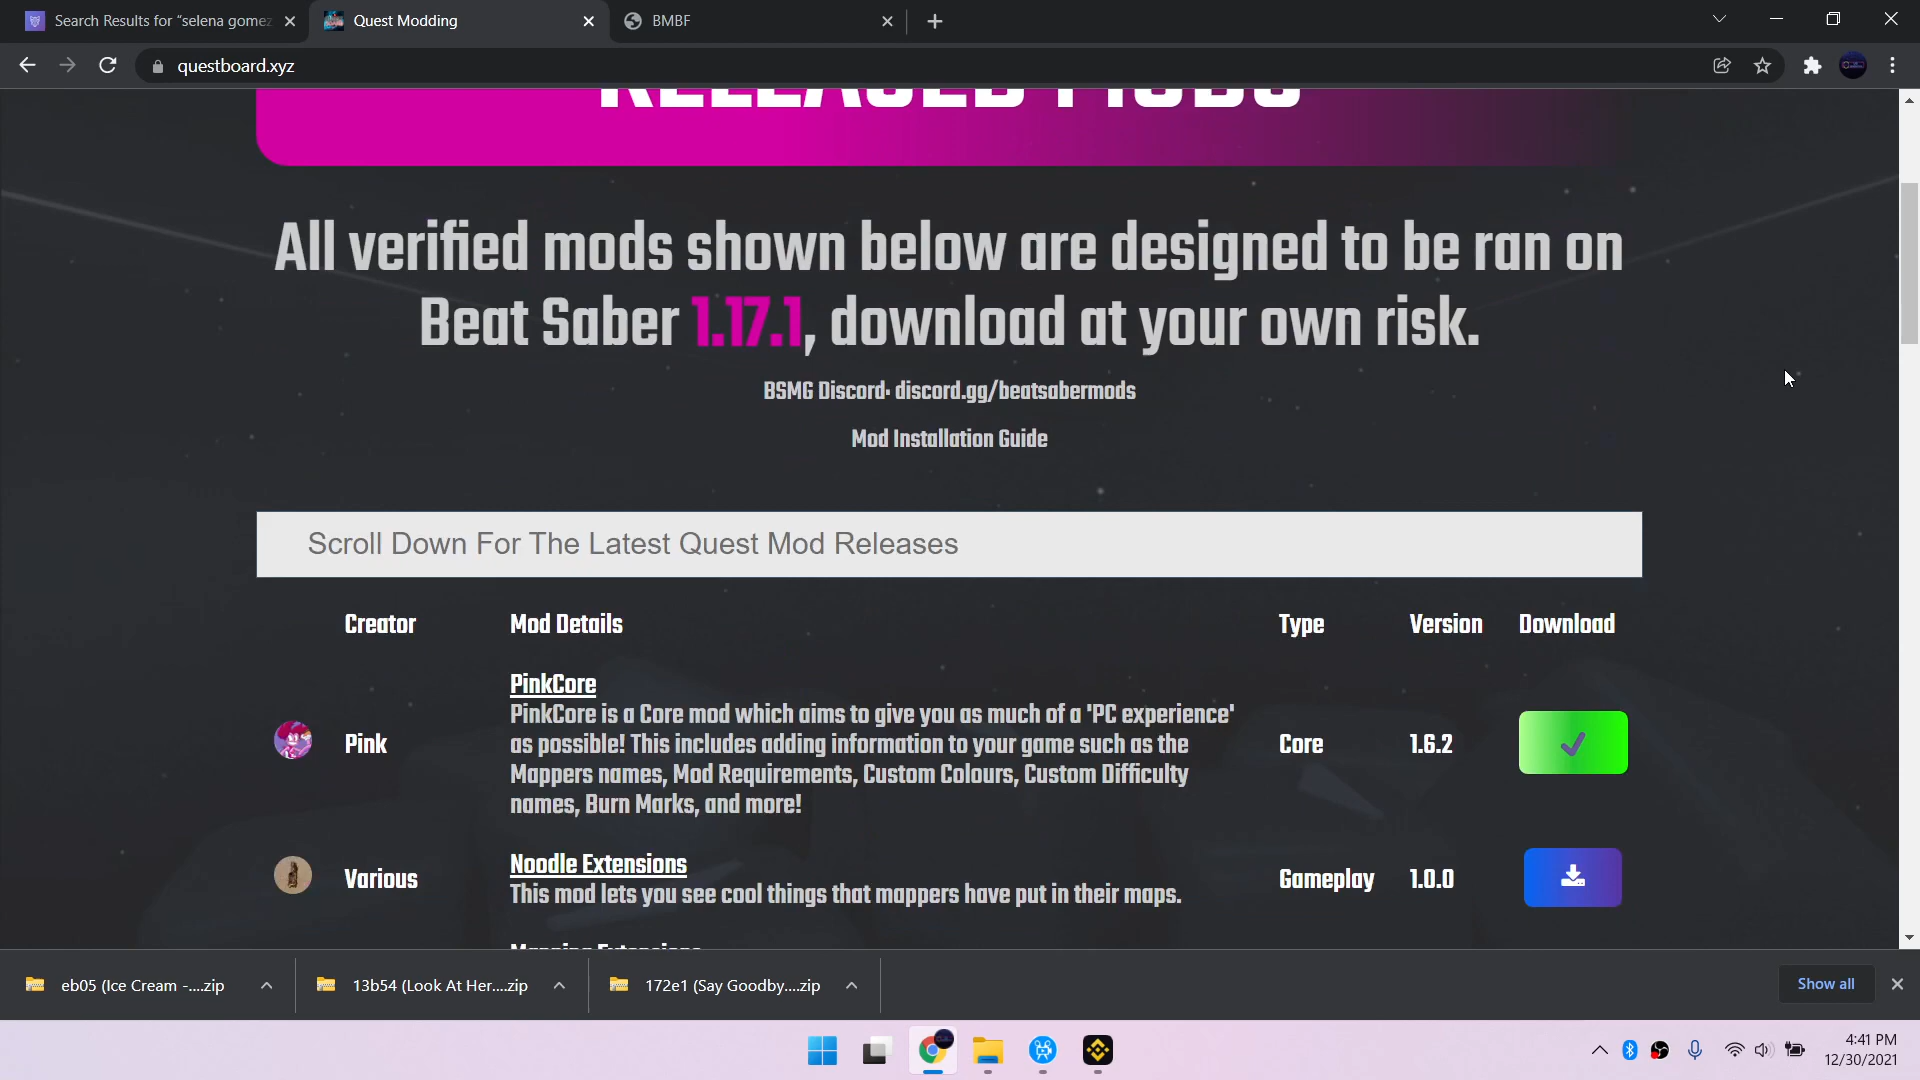 Search Results for “selena gomez
Quest Modding
BMBF
questboard.xyz
RELEASED MODS
All verified mods shown below are designed to be ran on
Beat Saber 1.17.1, download at your own risk.
BSMG Discord· discord.gg/beatsabermods
Mod Installation Guide
Scroll Down For The Latest Quest Mod Releases
Creator Mod Details Type Version Download
PinkCore
PinkCore is a Core mod which aims to give you as much of a 'PC experience'
as possible! This includes adding information to your game such as the
Mappers names, Mod Requirements, Custom Colours, Custom Difficulty
names, Burn Marks, and more!
Pink Core 1.6.2
Noodle Extensions
This mod lets you see cool things that mappers have put in their maps.
Various Gameplay 1.0.0
Mapping Extensions
eb05 (Ice Cream -....zip
13b54 (Look At Her....zip
172e1 (Say Goodby....zip
Show all
4:41 PM
12/30/2021